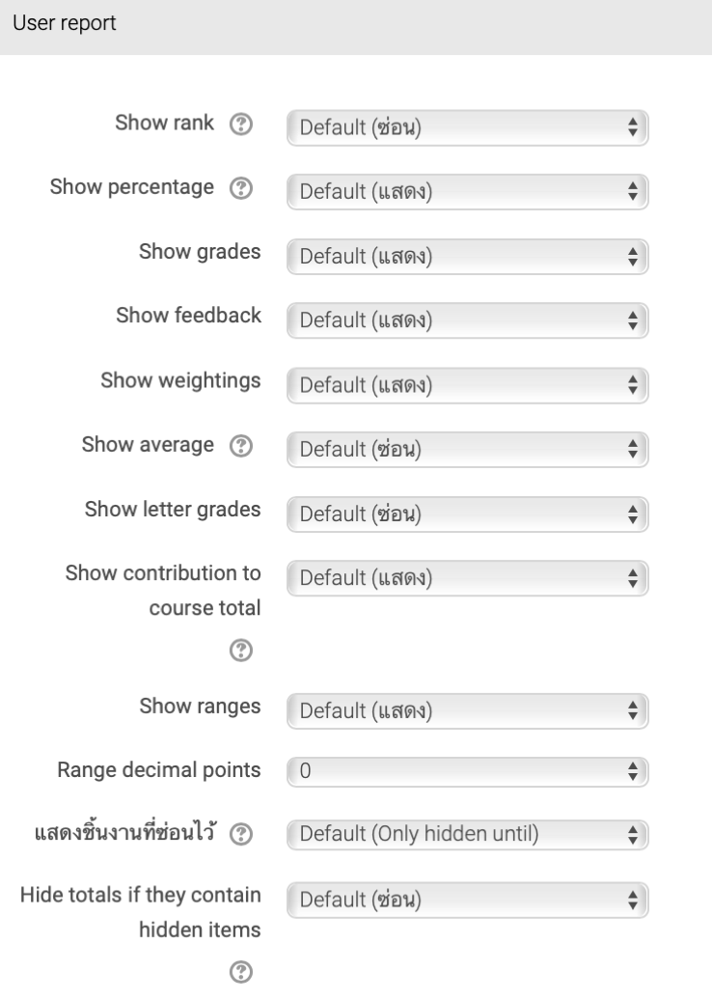 User report
Show rank Default (ซ่อน)
Show percentage Default (แสดง)
Show grades Default (แสดง)
Show feedback Default (แสดง)
Show weightings Default (แสดง)
Show average Default (ซ่อน)
Show letter grades Default (ซ่อน)
Show contribution to Default (แสดง)
course total
Show ranges Default (แสดง)
Range decimal points 0
แสดงชิ้นงานที่ซ่อนไว้ Default (Only hidden until)
Hide totals if they contain Default (ซ่อน)
hidden items